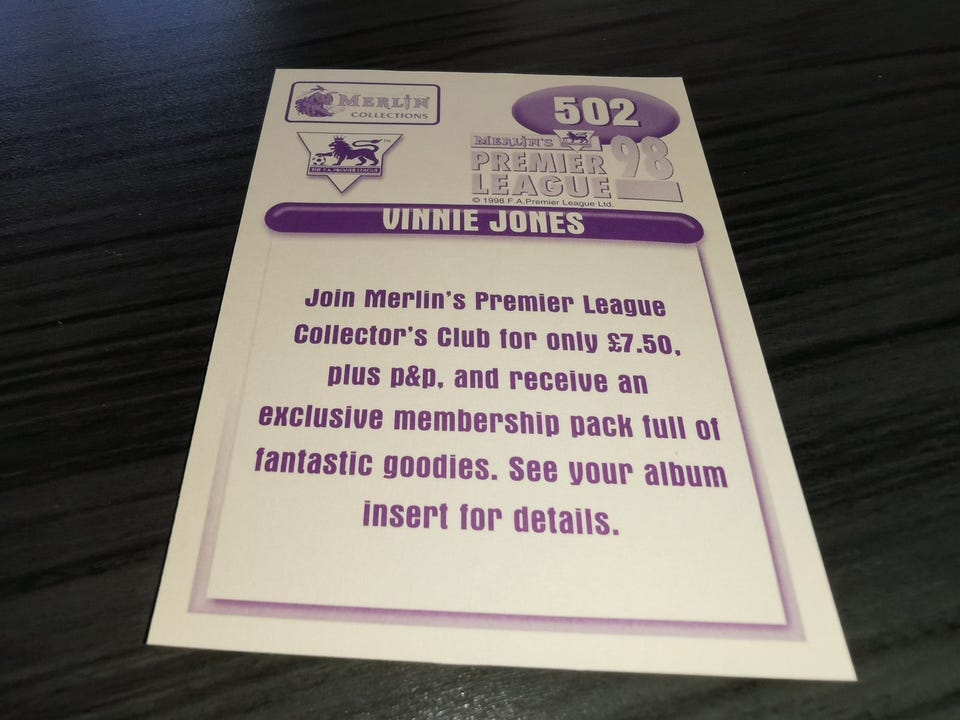 MERLIN
COLLECTIONS
502
THE F.A. PREMIER LEAGUE
TM
MERLIN'S
PREMIER
LEAGUE
98
© 1998 F.A.Premier League Ltd.
VINNIE JONES
Join Merlin's Premier League
Collector's Club for only £7.50,
plus p&p, and receive an
exclusive membership pack full of
fantastic goodies. See your album
insert for details.